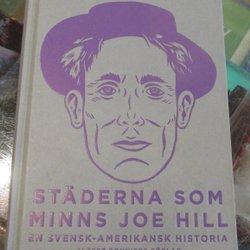 STÄDERNA SOM
MINNS JOE HILL
EN SVENSK-AMERIKANSK HISTORIA